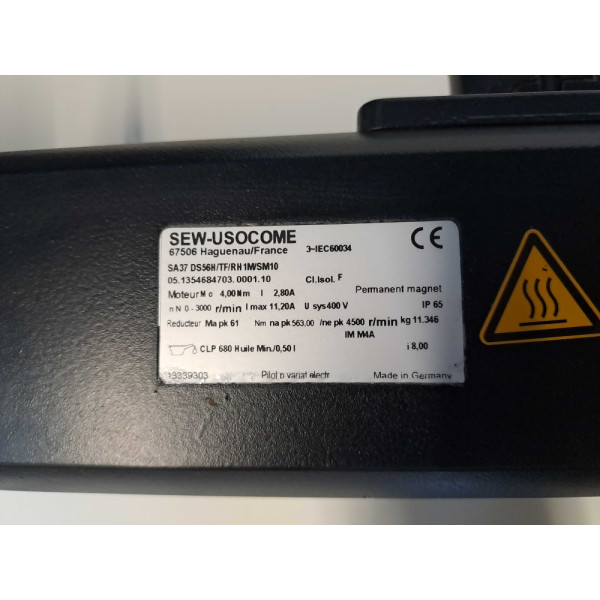 SEW-USOCOME
67506 Haguenau/France 3~IEC60034 CE
SA37 DS56H/TF/RH1M/SM10
05.1354684703.0001.10 Cl.Isol. F
Moteur M o 4,00Nm I 2,80A Permanent magnet
n N 0 - 3000 r/min I max 11,20A U sys 400 V IP 65
Reducteur Ma pk 61 Nm na pk 563,00 /ne pk 4500 r/min kg 11.346
IM M4A
CLP 680 Huile Min./0,50 l i 8,00
13339303 Pilot p variat electr. Made in Germany